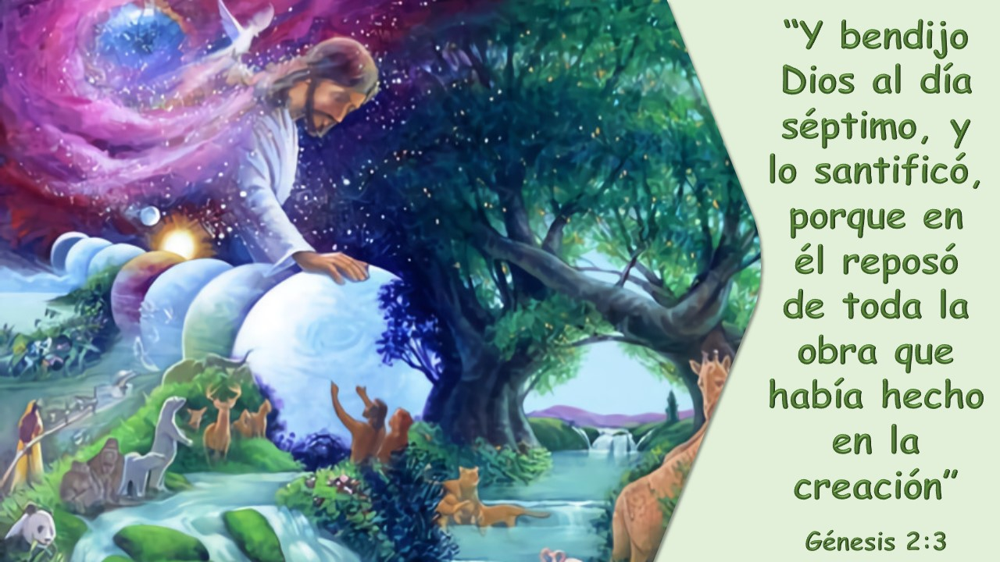 “Y bendijo
Dios al día
séptimo, y
lo santificó,
porque en
él reposó
de toda la
obra que
había hecho
en la
creación”
Génesis 2:3